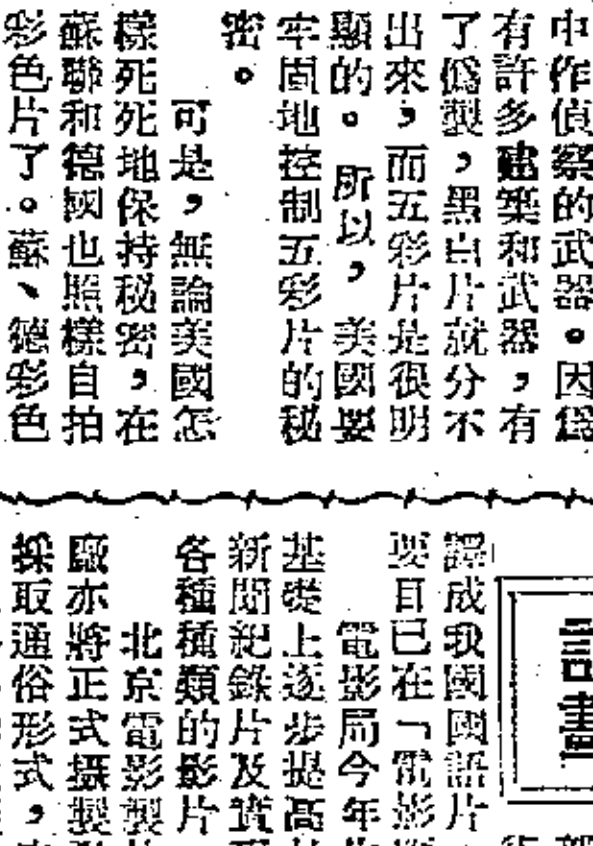 中作偵察的武器。因爲
有許多建築和武器，有
了僞製，黑白片就分不
出來，而五彩片是很明
顯的。所以，美國要
牢固地控制五彩片的秘
密。
可是，無論美國怎
樣死死地保持秘密，在
蘇聯和德國也照樣自拍
彩色片了。蘇、德彩色
計畫
譯成我國國語片
要目已在「電影
電影局今年
基礎上逐步提高
新聞紀錄片及
各種種類的影片
北京電影製
廠亦將正式攝製
採取通俗形式，